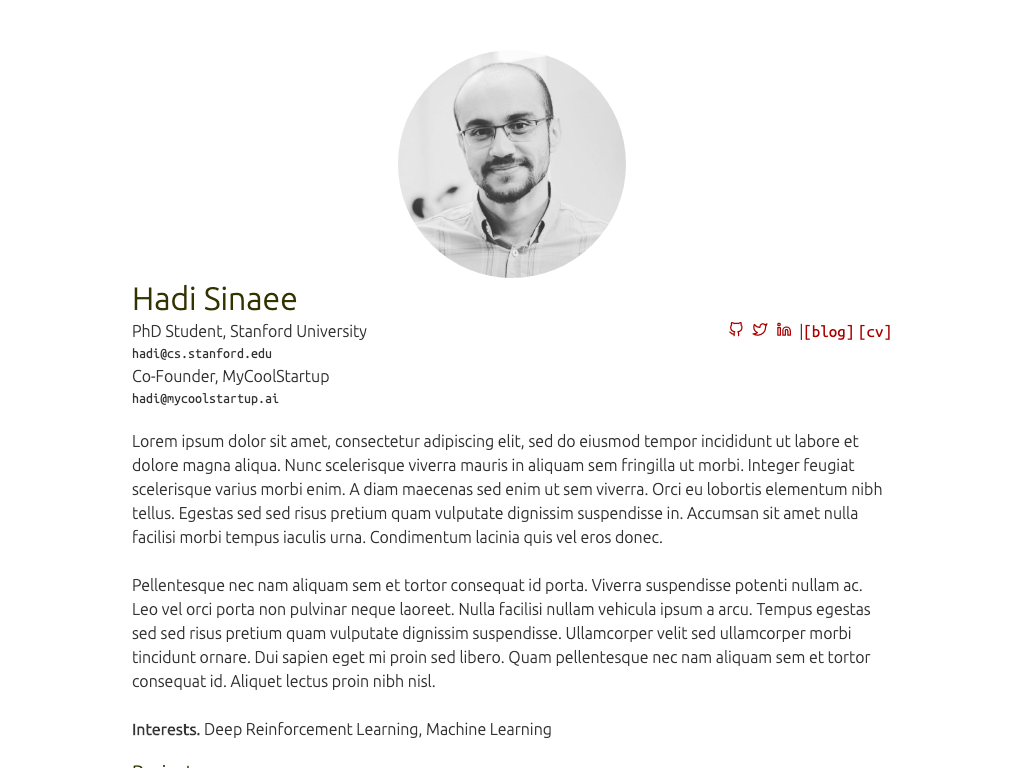 Hadi Sinaee
PhD Student, Stanford University
|[blog] [cv]
hadi@cs.stanford.edu
Co-Founder, MyCoolStartup
hadi@mycoolstartup.ai
Lorem ipsum dolor sit amet, consectetur adipiscing elit, sed do eiusmod tempor incididunt ut labore et
dolore magna aliqua. Nunc scelerisque viverra mauris in aliquam sem fringilla ut morbi. Integer feugiat
scelerisque varius morbi enim. A diam maecenas sed enim ut sem viverra. Orci eu lobortis elementum nibh
tellus. Egestas sed sed risus pretium quam vulputate dignissim suspendisse in. Accumsan sit amet nulla
facilisi morbi tempus iaculis urna. Condimentum lacinia quis vel eros donec.
Pellentesque nec nam aliquam sem et tortor consequat id porta. Viverra suspendisse potenti nullam ac.
Leo vel orci porta non pulvinar neque laoreet. Nulla facilisi nullam vehicula ipsum a arcu. Tempus egestas
sed sed risus pretium quam vulputate dignissim suspendisse. Ullamcorper velit sed ullamcorper morbi
tincidunt ornare. Dui sapien eget mi proin sed libero. Quam pellentesque nec nam aliquam sem et tortor
consequat id. Aliquet lectus proin nibh nisl.
Interests. Deep Reinforcement Learning, Machine Learning